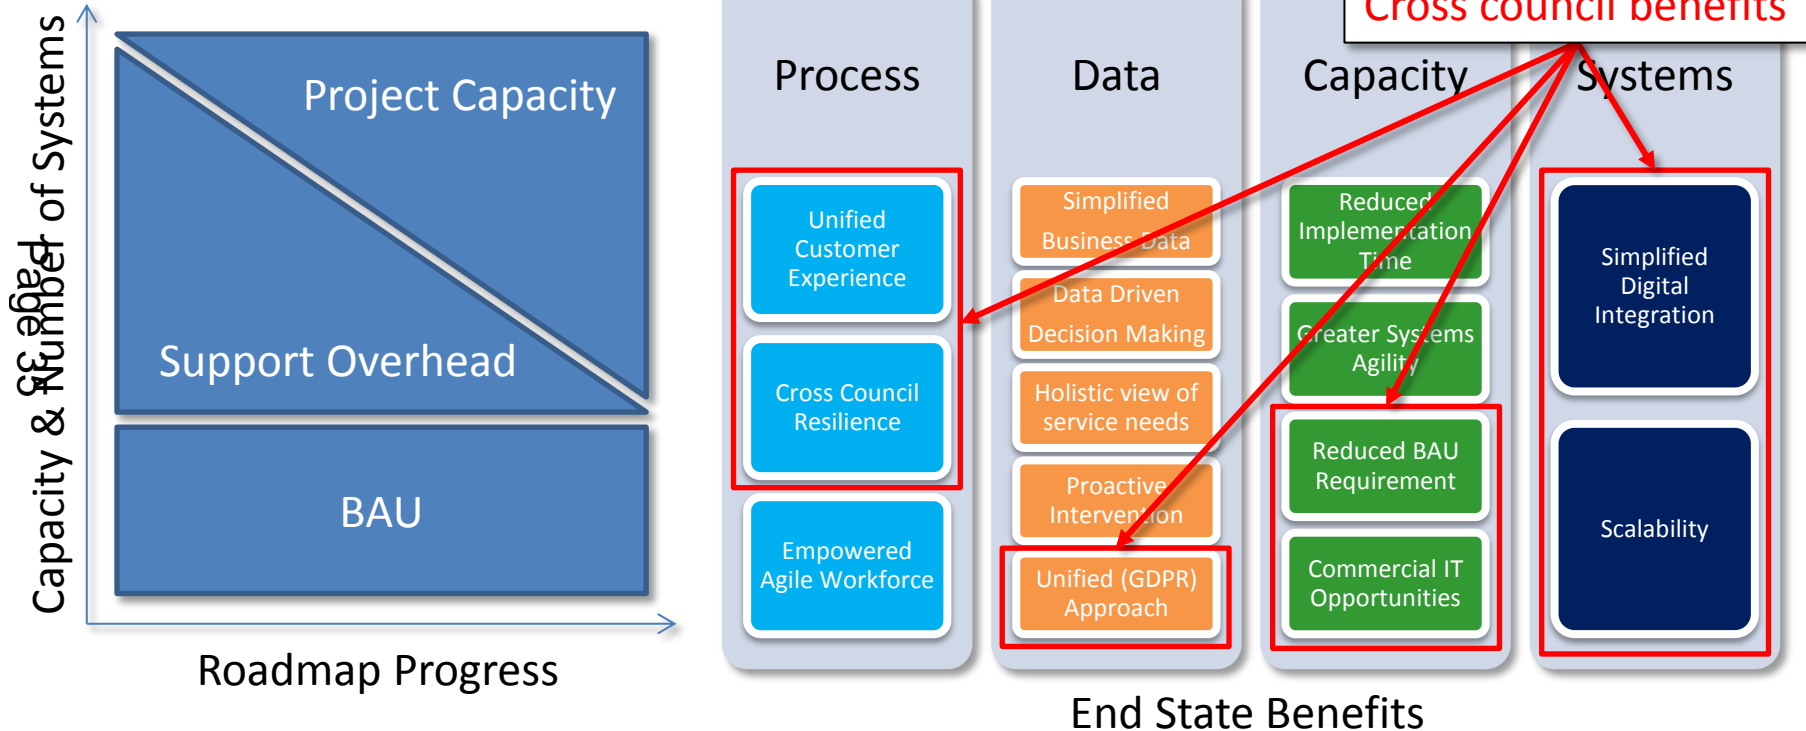 Capacity & Number of Systems
Page 35
Project Capacity
Support Overhead
BAU
Roadmap Progress
Cross council benefits
Process
Data
Capacity
Systems
Unified
Customer
Experience
Cross Council
Resilience
Empowered
Agile Workforce
Simplified
Business Data
Data Driven
Decision Making
Holistic view of
service needs
Proactive
Intervention
Unified (GDPR)
Approach
Reduced
Implementation
Time
Greater Systems
Agility
Reduced BAU
Requirement
Commercial IT
Opportunities
Simplified
Digital
Integration
Scalability
End State Benefits